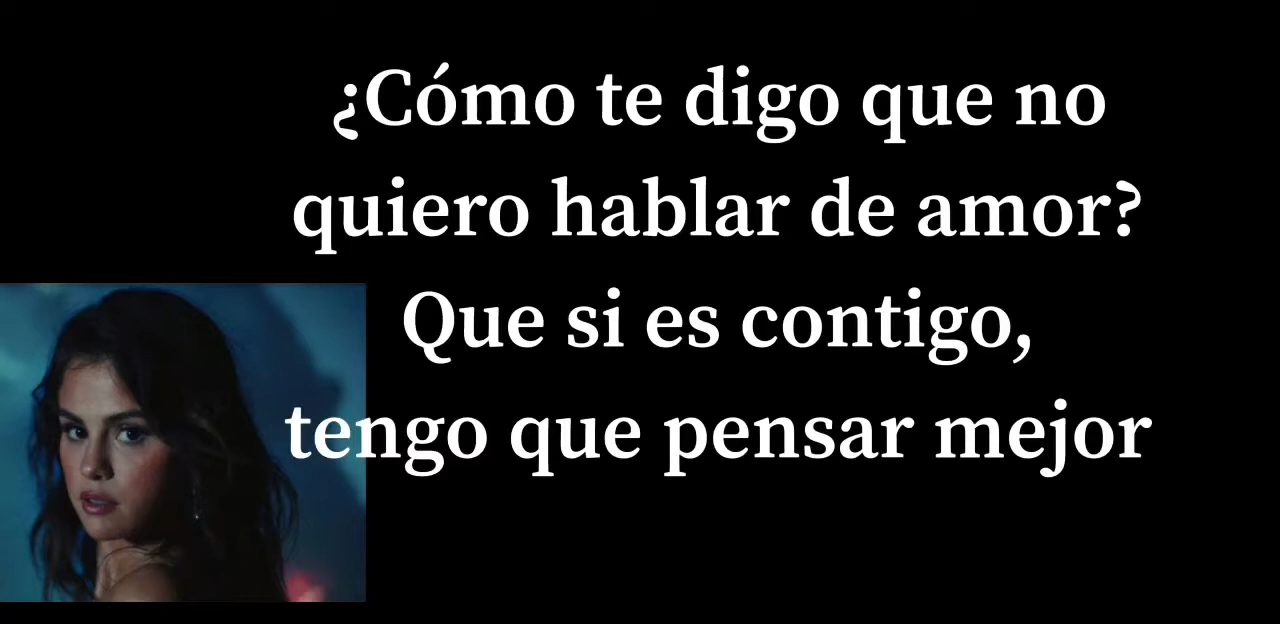 ¿Cómo te digo que no
quiero hablar de amor?
Que si es contigo,
tengo que pensar mejor